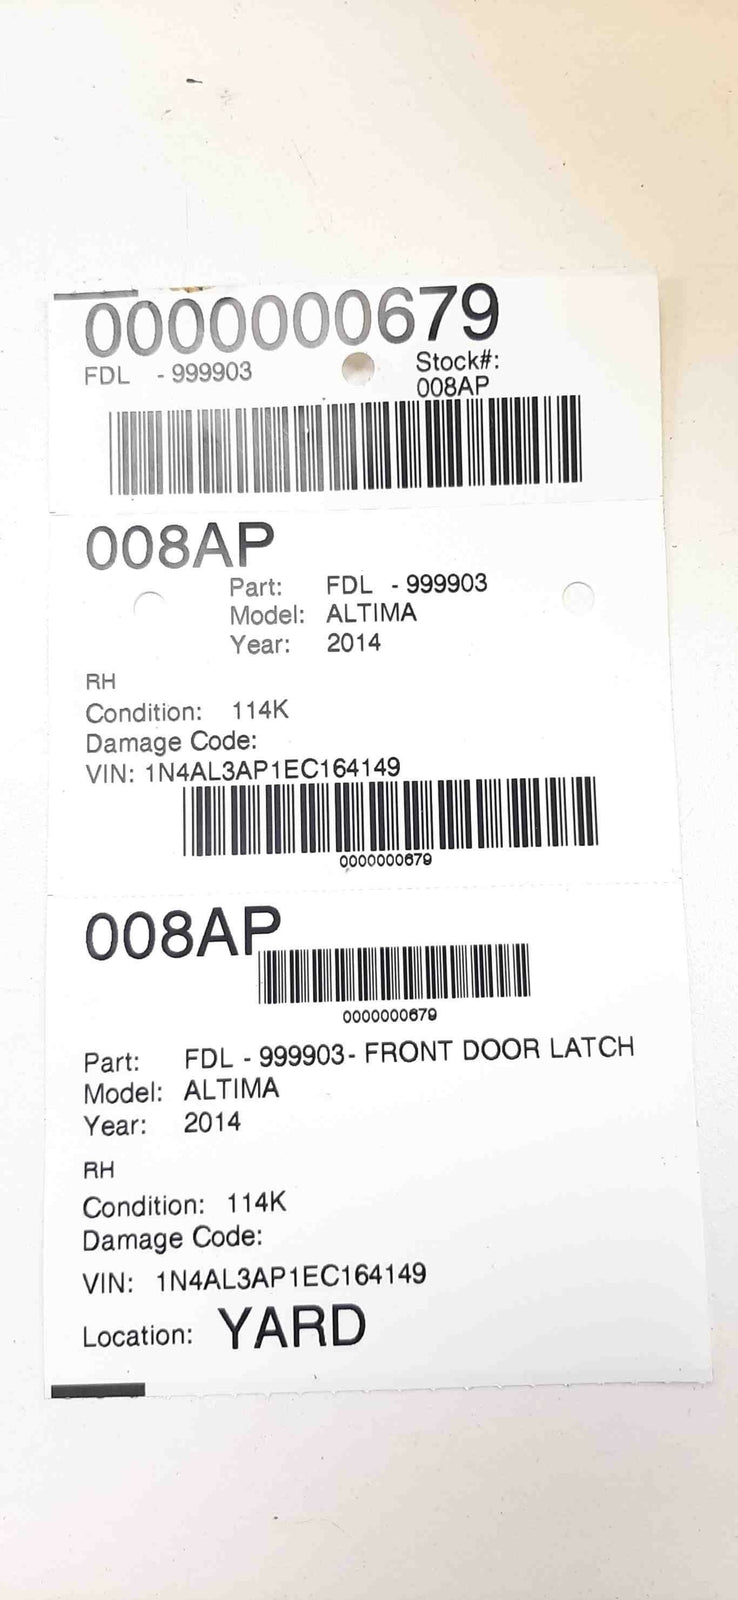 0000000679
FDL - 999903
Stock#:
008AP
008AP
Part: FDL - 999903
Model: ALTIMA
Year: 2014
RH
Condition: 114K
Damage Code:
VIN: 1N4AL3AP1EC164149
0000000679
008AP
0000000679
Part: FDL - 999903- FRONT DOOR LATCH
Model: ALTIMA
Year: 2014
RH
Condition: 114K
Damage Code:
VIN: 1N4AL3AP1EC164149
Location: YARD